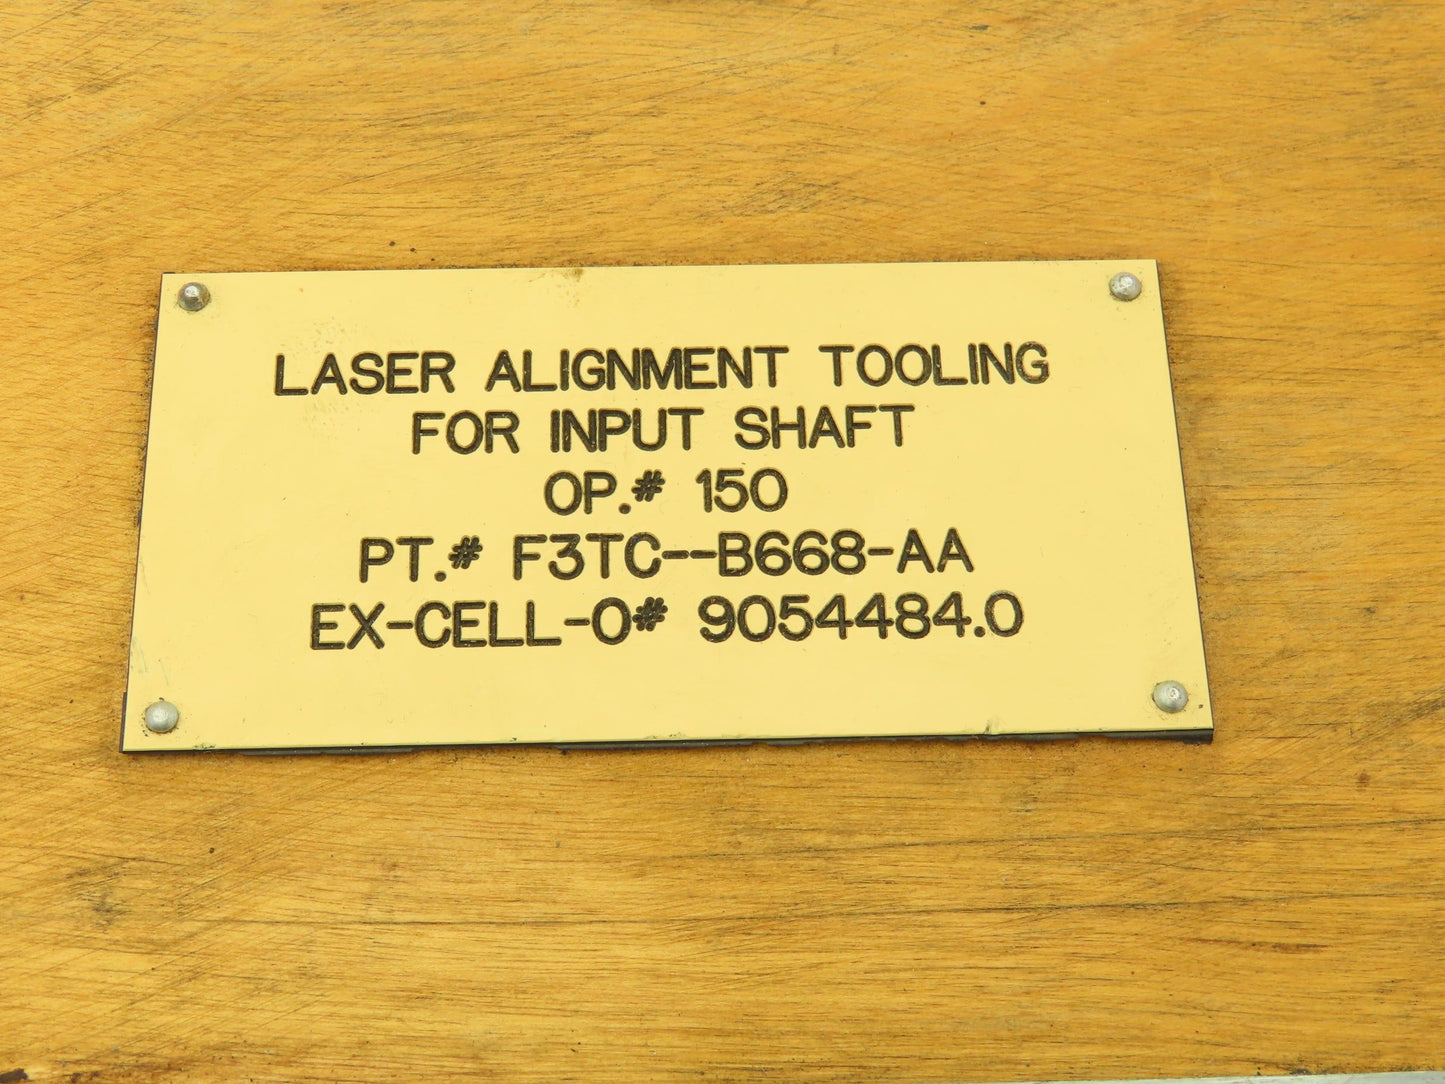 LASER ALIGNMENT TOOLING
FOR INPUT SHAFT
OP.# 150
PT.# F3TC--B668-AA
EX-CELL-O# 9054484.0